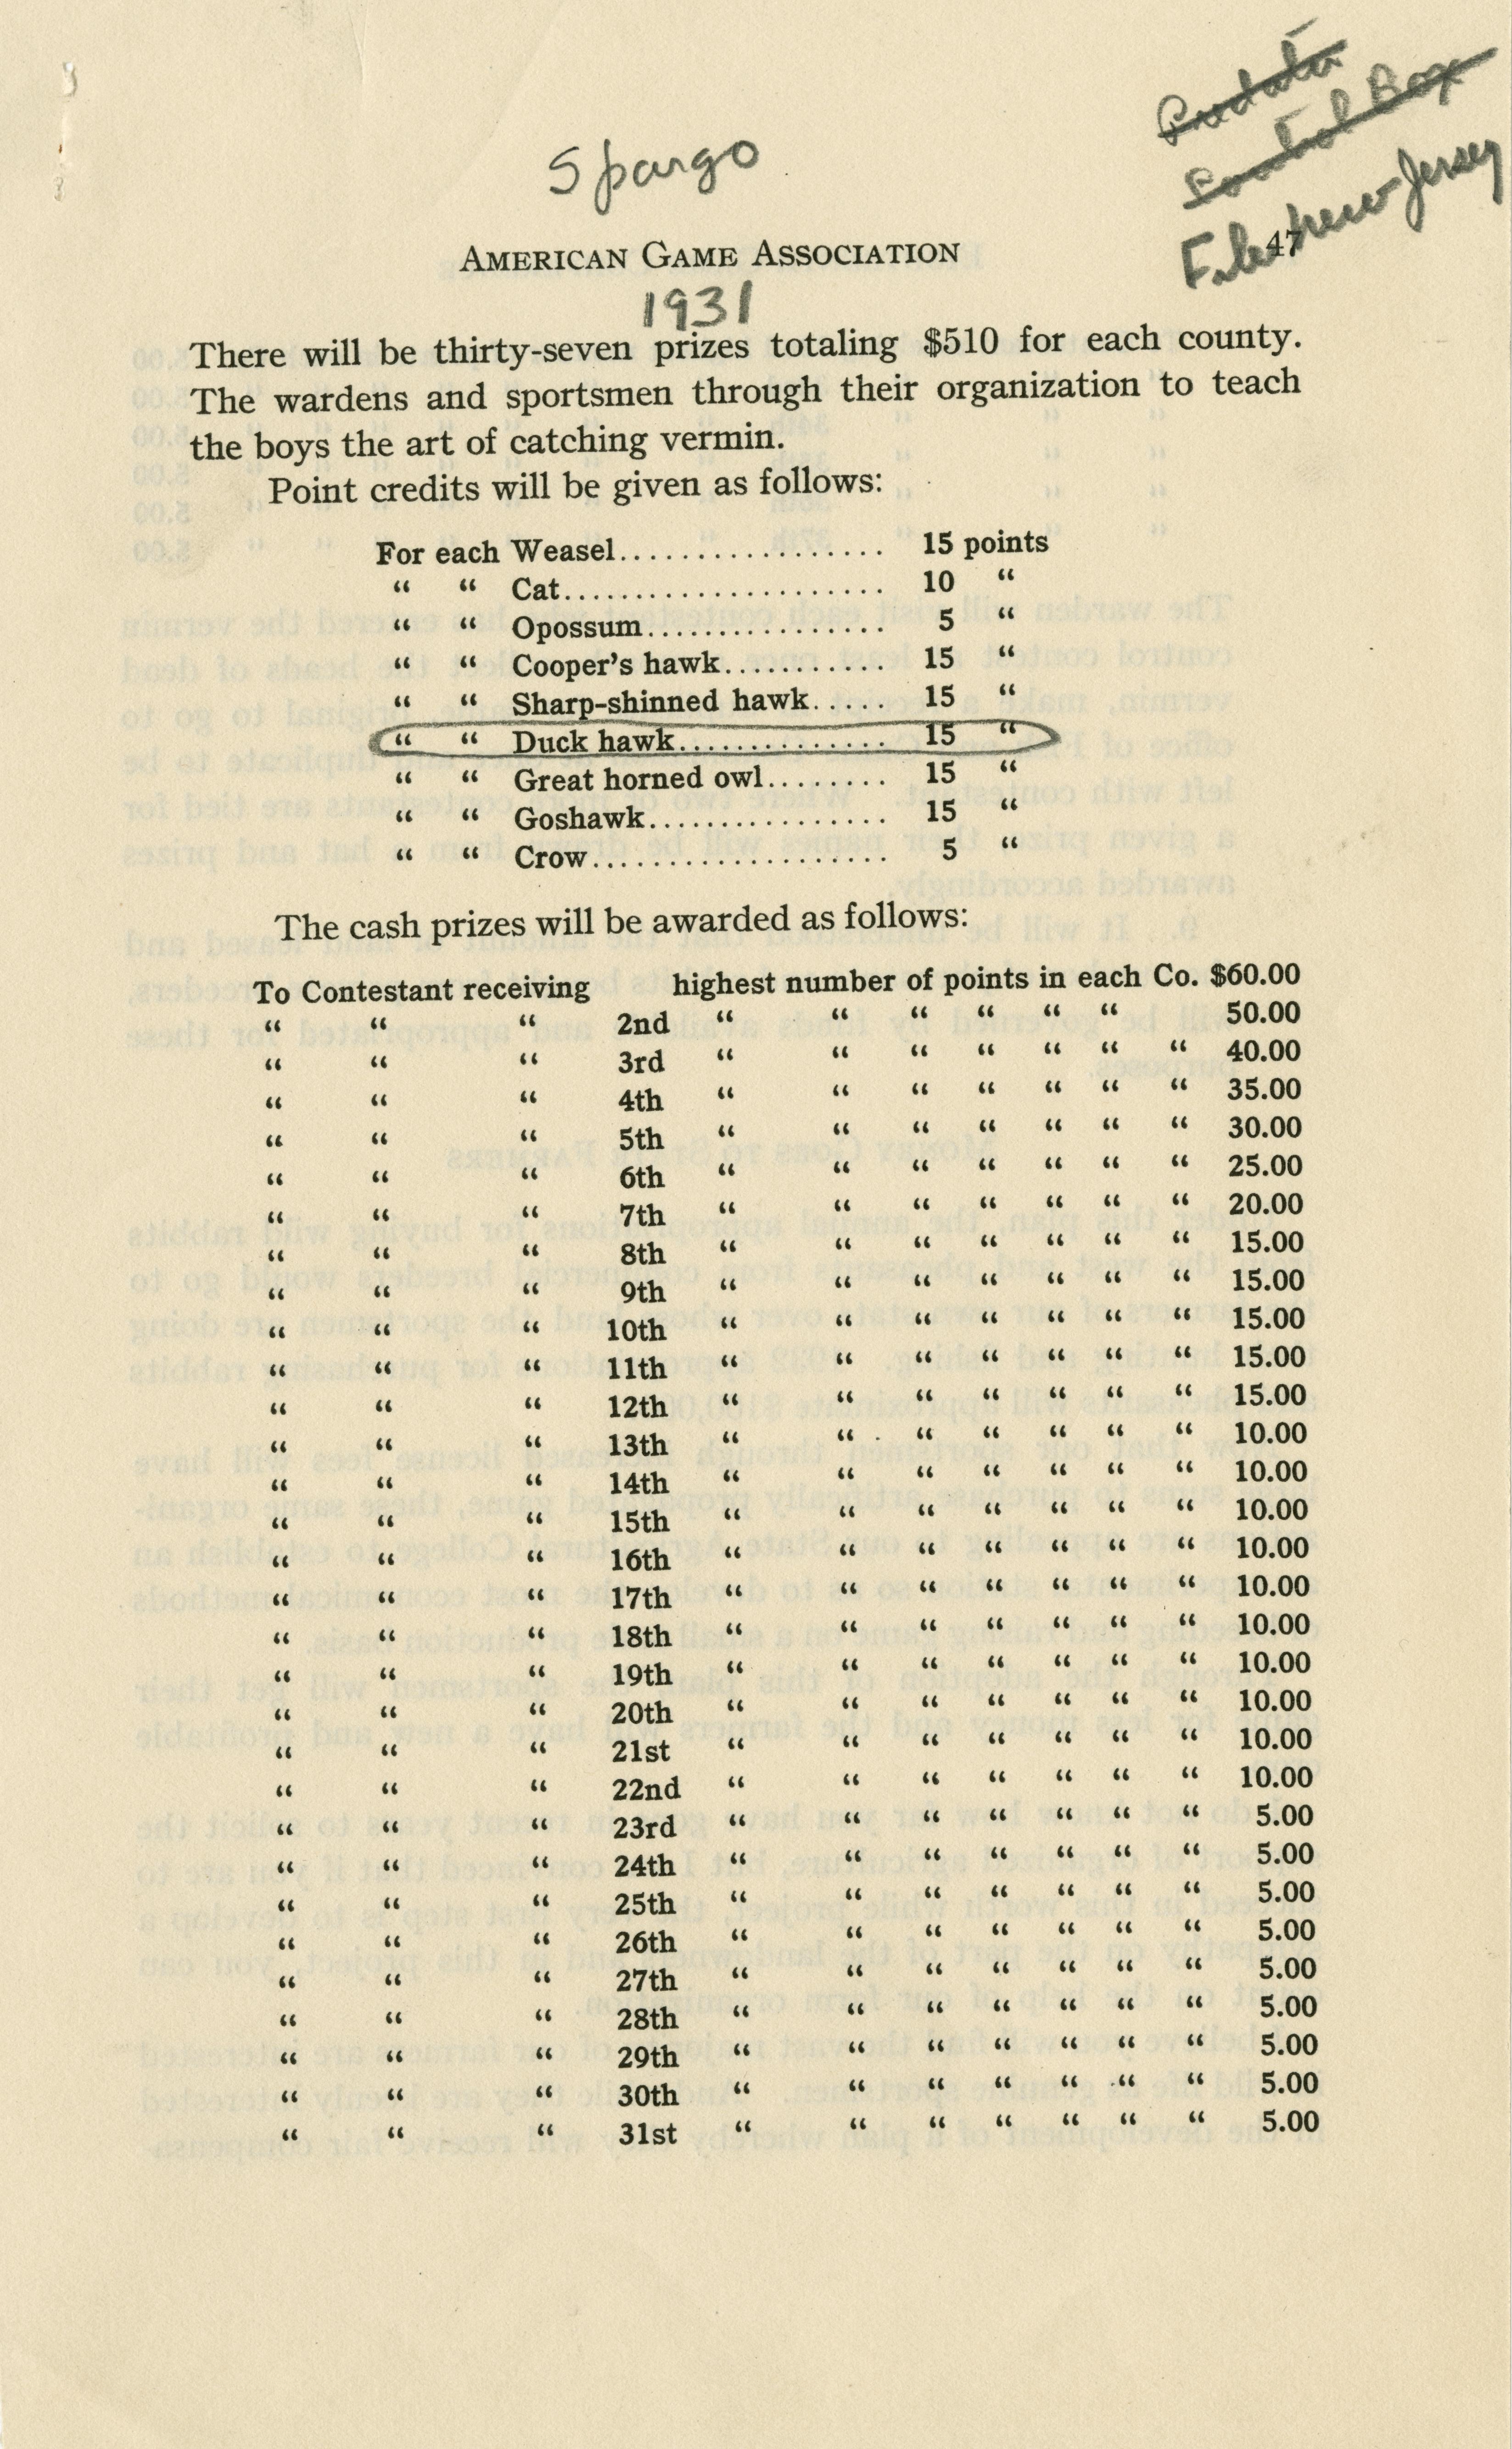 Control Box
File New Jersey
Spargo
47
AMERICAN GAME ASSOCIATION
1931
There will be thirty-seven prizes totaling $510 for each county.
The wardens and sportsmen through their organization to teach
the boys the art of catching vermin.
Point credits will be given as follows:
For each Weasel.................. 15 points
“ “ Cat...................... 10 “
“ “ Opossum................ 5 “
“ “ Cooper's hawk........... 15 “
“ “ Sharp-shinned hawk..... 15 “
“ “ Duck hawk.............. 15 “
“ “ Great horned owl........ 15 “
“ “ Goshawk................ 15 “
“ “ Crow.................... 5 “
The cash prizes will be awarded as follows:
To Contestant receiving highest number of points in each Co. $60.00
“ “ “ 2nd “ “ “ “ “ “ 50.00
“ “ “ 3rd “ “ “ “ “ “ “ 40.00
“ “ “ 4th “ “ “ “ “ “ “ 35.00
“ “ “ 5th “ “ “ “ “ “ “ 30.00
“ “ “ 6th “ “ “ “ “ “ “ 25.00
“ “ “ 7th “ “ “ “ “ “ “ 20.00
“ “ “ 8th “ “ “ “ “ “ “ 15.00
“ “ “ 9th “ “ “ “ “ “ “ 15.00
“ “ “ 10th “ “ “ “ “ “ “ 15.00
“ “ “ 11th “ “ “ “ “ “ “ 15.00
“ “ “ 12th “ “ “ “ “ “ “ 15.00
“ “ “ 13th “ “ “ “ “ “ “ 10.00
“ “ “ 14th “ “ “ “ “ “ “ 10.00
“ “ “ 15th “ “ “ “ “ “ “ 10.00
“ “ “ 16th “ “ “ “ “ “ “ 10.00
“ “ “ 17th “ “ “ “ “ “ “ 10.00
“ “ “ 18th “ “ “ “ “ “ “ 10.00
“ “ “ 19th “ “ “ “ “ “ “ 10.00
“ “ “ 20th “ “ “ “ “ “ “ 10.00
“ “ “ 21st “ “ “ “ “ “ “ 10.00
“ “ “ 22nd “ “ “ “ “ “ “ 10.00
“ “ “ 23rd “ “ “ “ “ “ “ 5.00
“ “ “ 24th “ “ “ “ “ “ “ 5.00
“ “ “ 25th “ “ “ “ “ “ “ 5.00
“ “ “ 26th “ “ “ “ “ “ “ 5.00
“ “ “ 27th “ “ “ “ “ “ “ 5.00
“ “ “ 28th “ “ “ “ “ “ “ 5.00
“ “ “ 29th “ “ “ “ “ “ “ 5.00
“ “ “ 30th “ “ “ “ “ “ “ 5.00
“ “ “ 31st “ “ “ “ “ “ “ 5.00